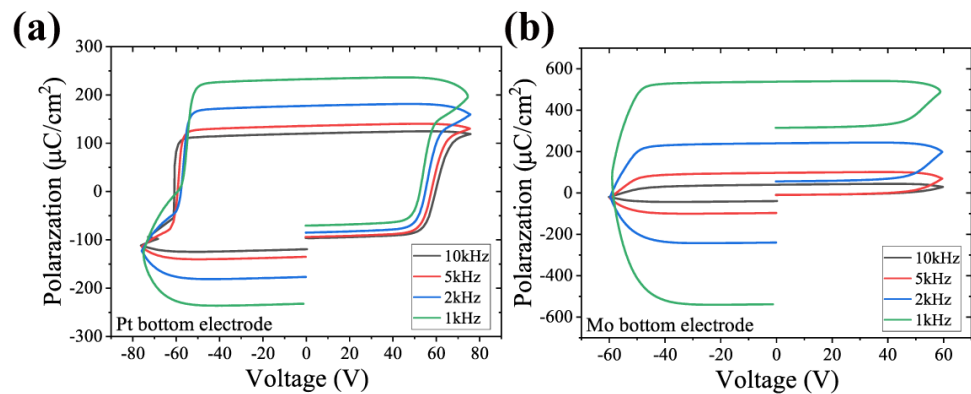 (a)
300
200
100
0
-100
-200
-300
Polarazation (μC/cm²)
-80 -60 -40 -20 0 20 40 60 80
Voltage (V)
Pt bottom electrode
10kHz
5kHz
2kHz
1kHz
(b)
600
400
200
0
-200
-400
-600
Polarazation (μC/cm²)
-60 -40 -20 0 20 40 60
Voltage (V)
Mo bottom electrode
10kHz
5kHz
2kHz
1kHz